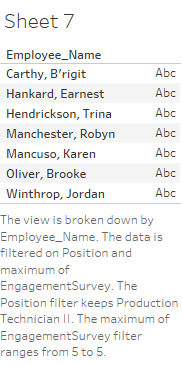 Sheet 7
Employee_Name
Carthy, B'rigit Abc
Hankard, Earnest Abc
Hendrickson, Trina Abc
Manchester, Robyn Abc
Mancuso, Karen Abc
Oliver, Brooke Abc
Winthrop, Jordan Abc
The view is broken down by
Employee_Name. The data is
filtered on Position and
maximum of
EngagementSurvey. The
Position filter keeps Production
Technician II. The maximum of
EngagementSurvey filter
ranges from 5 to 5.